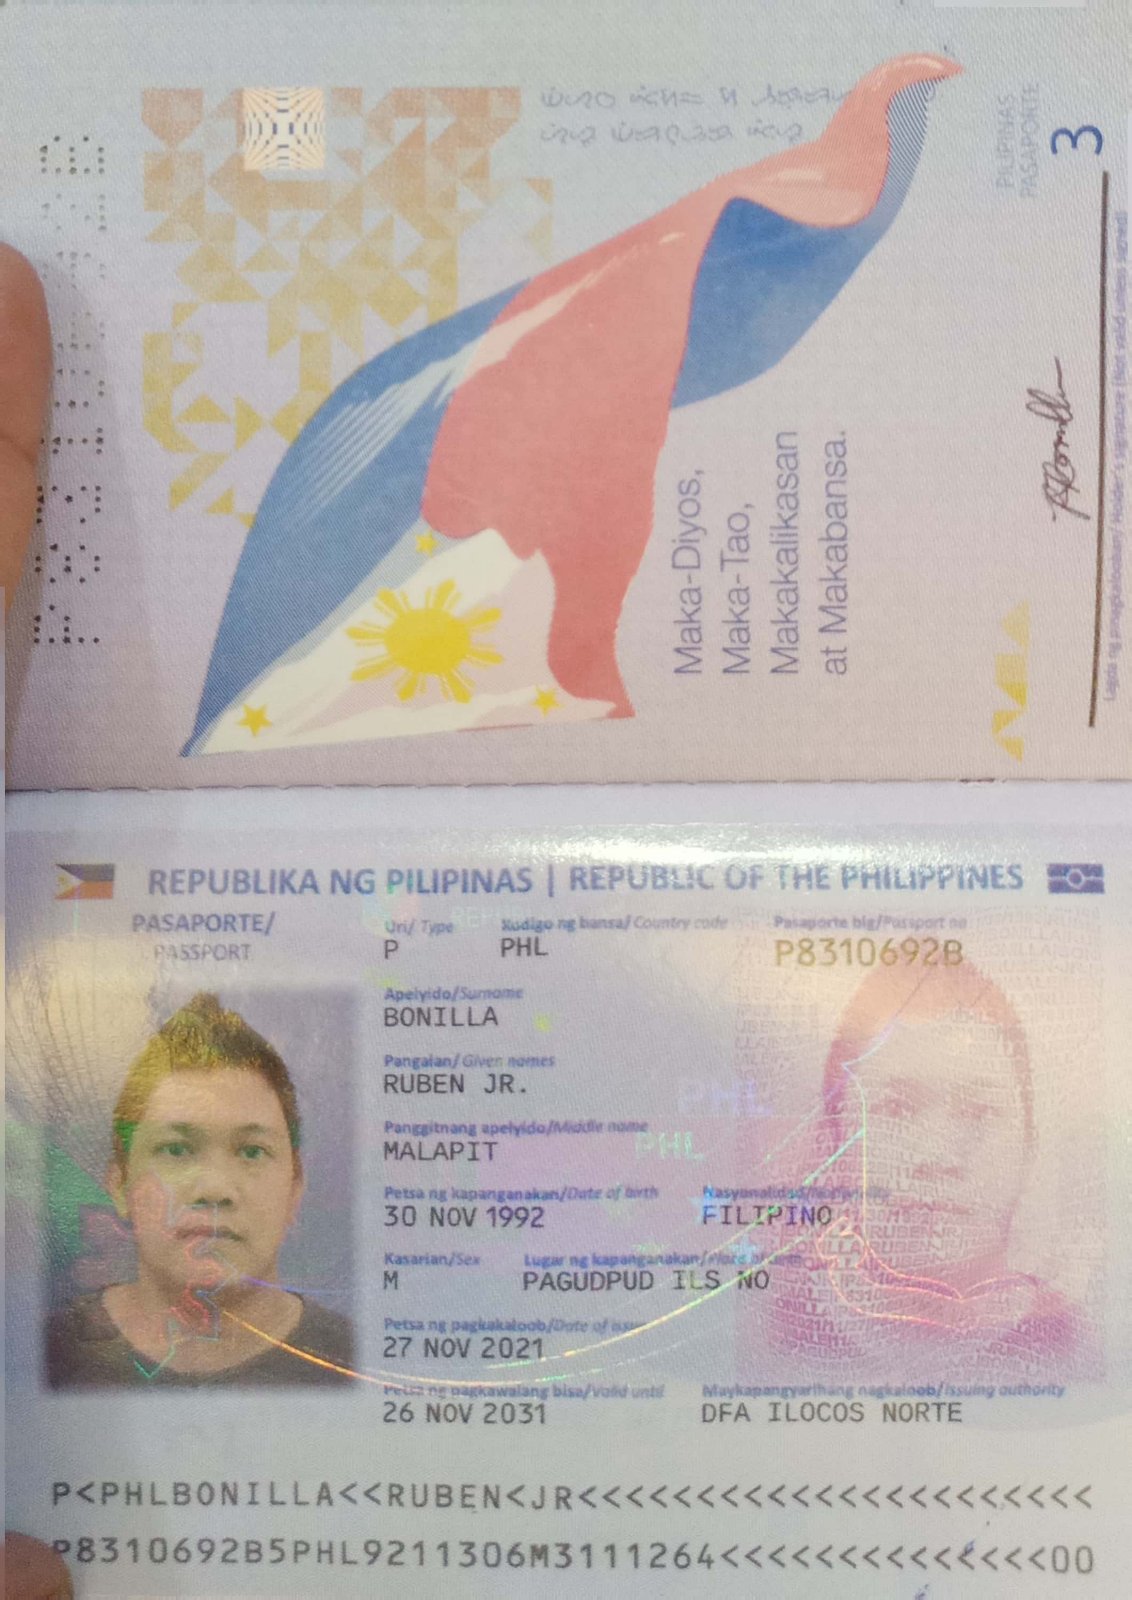 PILIPINAS
PASAPORTE
3
Maka-Diyos,
Maka-Tao,
Makakalikasan
at Makabansa.
Lagda ng pinagkalooban/ Holder's signature (Not valid unless signed)
REPUBLIKA NG PILIPINAS | REPUBLIC OF THE PHILIPPINES
PASAPORTE/
PASSPORT
Uri/ Type
Kodigo ng bansa/ Country code
Pasaporte blg/Passport no
P
PHL
P8310692B
Apelyido/Surname
BONILLA
Pangalan/ Given names
RUBEN JR.
Panggitnang apelyido/Middle name
MALAPIT
PHL
PHL
Petsa ng kapanganakan/Date of birth
Nasyonalidad/Nationality
30 NOV 1992
FILIPINO
Kasarian/Sex
Lugar ng kapanganakan/Place of birth
M
PAGUDPUD ILS NO
Petsa ng pagkakaloob/Date of issue
27 NOV 2021
Petsa ng pagkawalang bisa/Valid until
Maykapangyarihang nagkaloob/Issuing authority
26 NOV 2031
DFA ILOCOS NORTE
P<PHLBONILLA<<RUBEN<JR<<<<<<<<<<<<<<<<<<<<<<
P8310692B5PHL9211306M3111264<<<<<<<<<<<<<<00